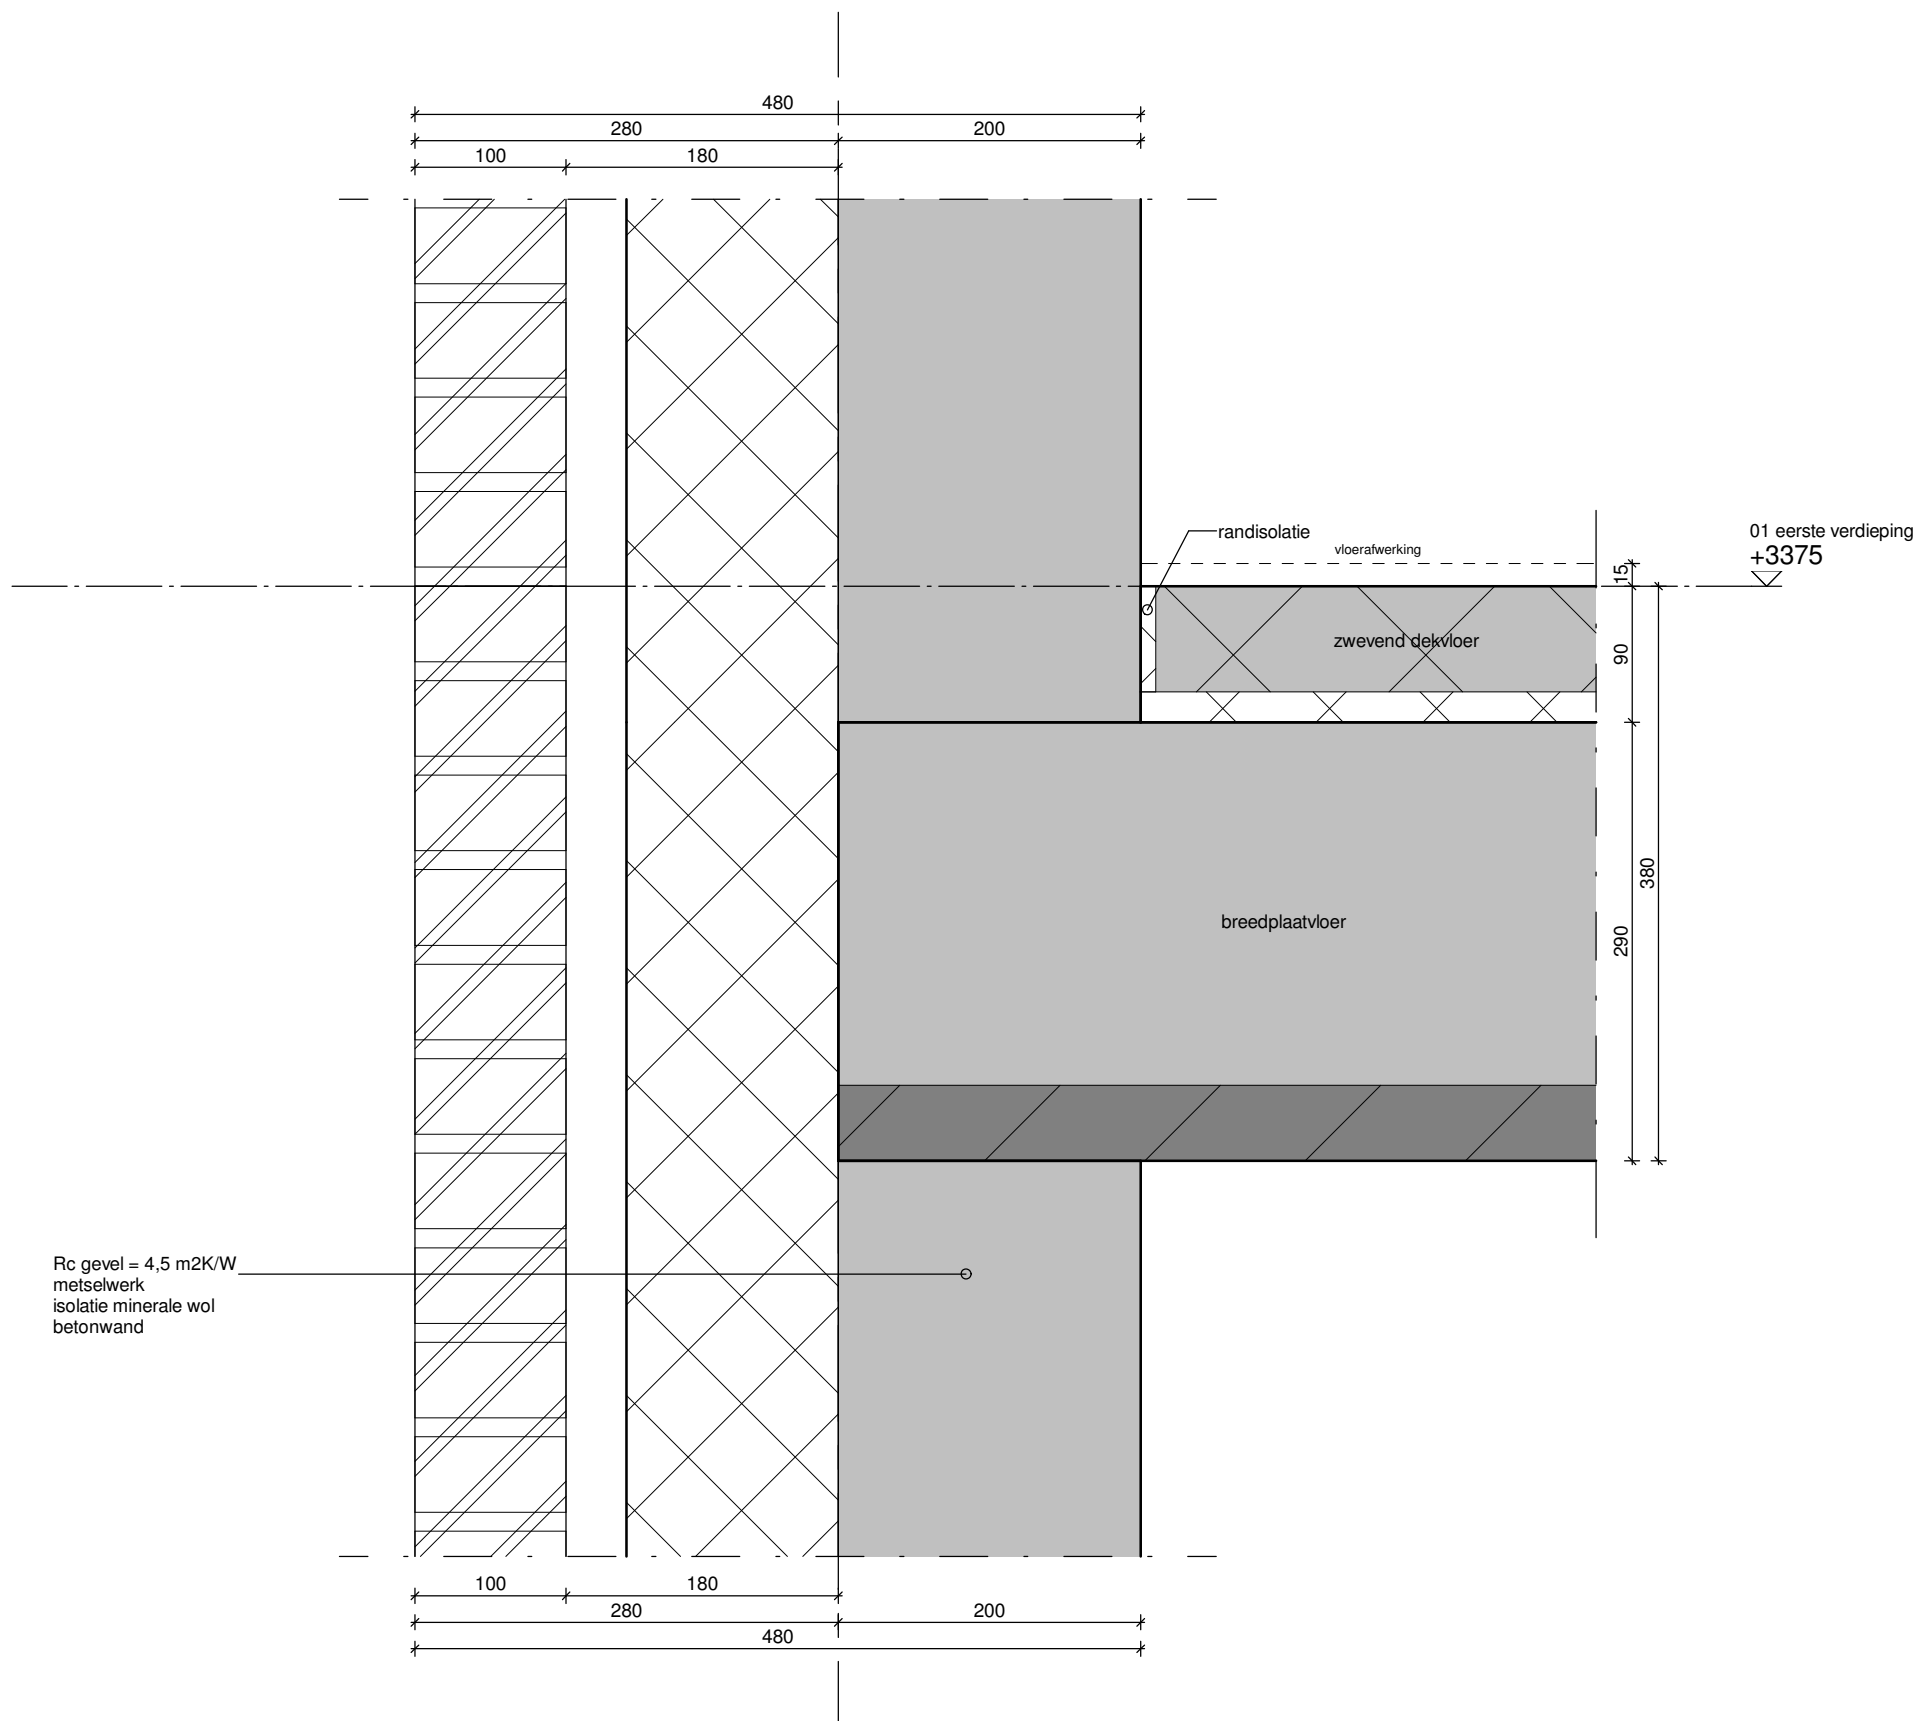 480
280
200
100
180
randisolatie
vloerafwerking
01 eerste verdieping
+3375
15
zwevend dekvloer
90
380
breedplaatvloer
290
Rc gevel = 4,5 m2K/W
metselwerk
isolatie minerale wol
betonwand
100
180
280
200
480